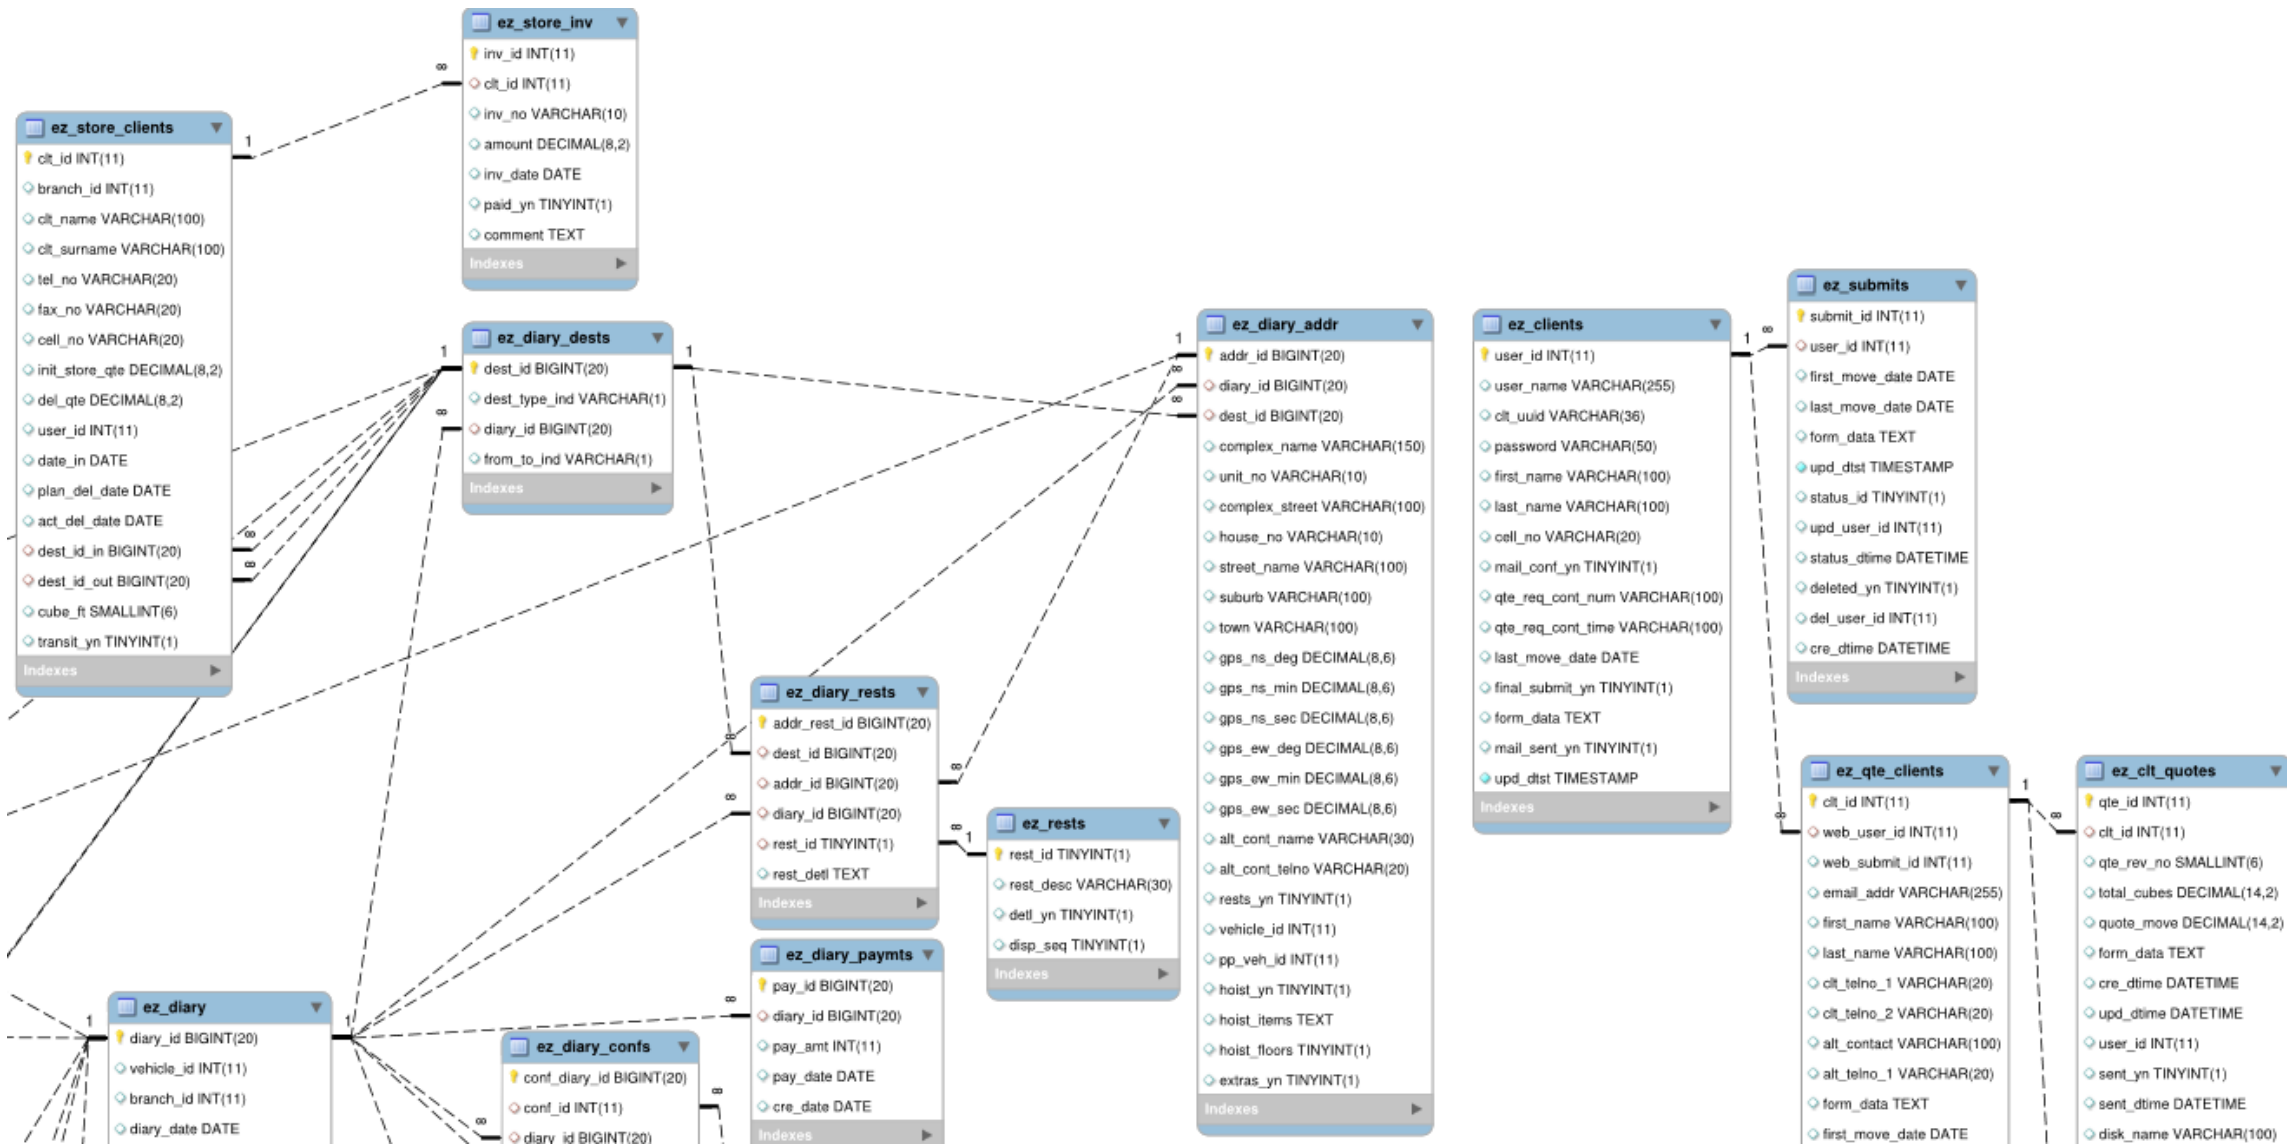 ez_store_inv
inv_id INT(11)
clt_id INT(11)
inv_no VARCHAR(10)
amount DECIMAL(8,2)
inv_date DATE
paid_yn TINYINT(1)
comment TEXT
Indexes
∞
1
ez_store_clients
clt_id INT(11)
branch_id INT(11)
clt_name VARCHAR(100)
clt_surname VARCHAR(100)
tel_no VARCHAR(20)
fax_no VARCHAR(20)
cell_no VARCHAR(20)
init_store_qte DECIMAL(8,2)
del_qte DECIMAL(8,2)
user_id INT(11)
date_in DATE
plan_del_date DATE
act_del_date DATE
dest_id_in BIGINT(20)
dest_id_out BIGINT(20)
cube_ft SMALLINT(6)
transit_yn TINYINT(1)
Indexes
∞
∞
ez_diary_dests
dest_id BIGINT(20)
dest_type_ind VARCHAR(1)
diary_id BIGINT(20)
from_to_ind VARCHAR(1)
Indexes
1
∞
1
ez_diary_addr
addr_id BIGINT(20)
diary_id BIGINT(20)
dest_id BIGINT(20)
complex_name VARCHAR(150)
unit_no VARCHAR(10)
complex_street VARCHAR(100)
house_no VARCHAR(10)
street_name VARCHAR(100)
suburb VARCHAR(100)
town VARCHAR(100)
gps_ns_deg DECIMAL(8,6)
gps_ns_min DECIMAL(8,6)
gps_ns_sec DECIMAL(8,6)
gps_ew_deg DECIMAL(8,6)
gps_ew_min DECIMAL(8,6)
gps_ew_sec DECIMAL(8,6)
alt_cont_name VARCHAR(30)
alt_cont_telno VARCHAR(20)
rests_yn TINYINT(1)
vehicle_id INT(11)
pp_veh_id INT(11)
hoist_yn TINYINT(1)
hoist_items TEXT
hoist_floors TINYINT(1)
extras_yn TINYINT(1)
Indexes
1
∞
∞
ez_clients
user_id INT(11)
user_name VARCHAR(255)
clt_uuid VARCHAR(36)
password VARCHAR(50)
first_name VARCHAR(100)
last_name VARCHAR(100)
cell_no VARCHAR(20)
mail_conf_yn TINYINT(1)
qte_req_cont_num VARCHAR(100)
qte_req_cont_time VARCHAR(100)
last_move_date DATE
final_submit_yn TINYINT(1)
form_data TEXT
mail_sent_yn TINYINT(1)
upd_dtst TIMESTAMP
Indexes
1
∞
ez_submits
submit_id INT(11)
user_id INT(11)
first_move_date DATE
last_move_date DATE
form_data TEXT
upd_dtst TIMESTAMP
status_id TINYINT(1)
upd_user_id INT(11)
status_dtime DATETIME
deleted_yn TINYINT(1)
del_user_id INT(11)
cre_dtime DATETIME
Indexes
ez_diary_rests
addr_rest_id BIGINT(20)
dest_id BIGINT(20)
addr_id BIGINT(20)
diary_id BIGINT(20)
rest_id TINYINT(1)
rest_detl TEXT
Indexes
∞
∞
∞
∞
1
ez_rests
rest_id TINYINT(1)
rest_desc VARCHAR(30)
detl_yn TINYINT(1)
disp_seq TINYINT(1)
Indexes
ez_diary_paymts
pay_id BIGINT(20)
diary_id BIGINT(20)
pay_amt INT(11)
pay_date DATE
cre_date DATE
Indexes
∞
ez_diary
diary_id BIGINT(20)
vehicle_id INT(11)
branch_id INT(11)
diary_date DATE
1
1
ez_diary_confs
conf_diary_id BIGINT(20)
conf_id INT(11)
diary_id BIGINT(20)
∞
∞
ez_qte_clients
clt_id INT(11)
web_user_id INT(11)
web_submit_id INT(11)
email_addr VARCHAR(255)
first_name VARCHAR(100)
last_name VARCHAR(100)
clt_telno_1 VARCHAR(20)
clt_telno_2 VARCHAR(20)
alt_contact VARCHAR(100)
alt_telno_1 VARCHAR(20)
form_data TEXT
first_move_date DATE
∞
1
∞
ez_clt_quotes
qte_id INT(11)
clt_id INT(11)
qte_rev_no SMALLINT(6)
total_cubes DECIMAL(14,2)
quote_move DECIMAL(14,2)
form_data TEXT
cre_dtime DATETIME
upd_dtime DATETIME
user_id INT(11)
sent_yn TINYINT(1)
sent_dtime DATETIME
disk_name VARCHAR(100)